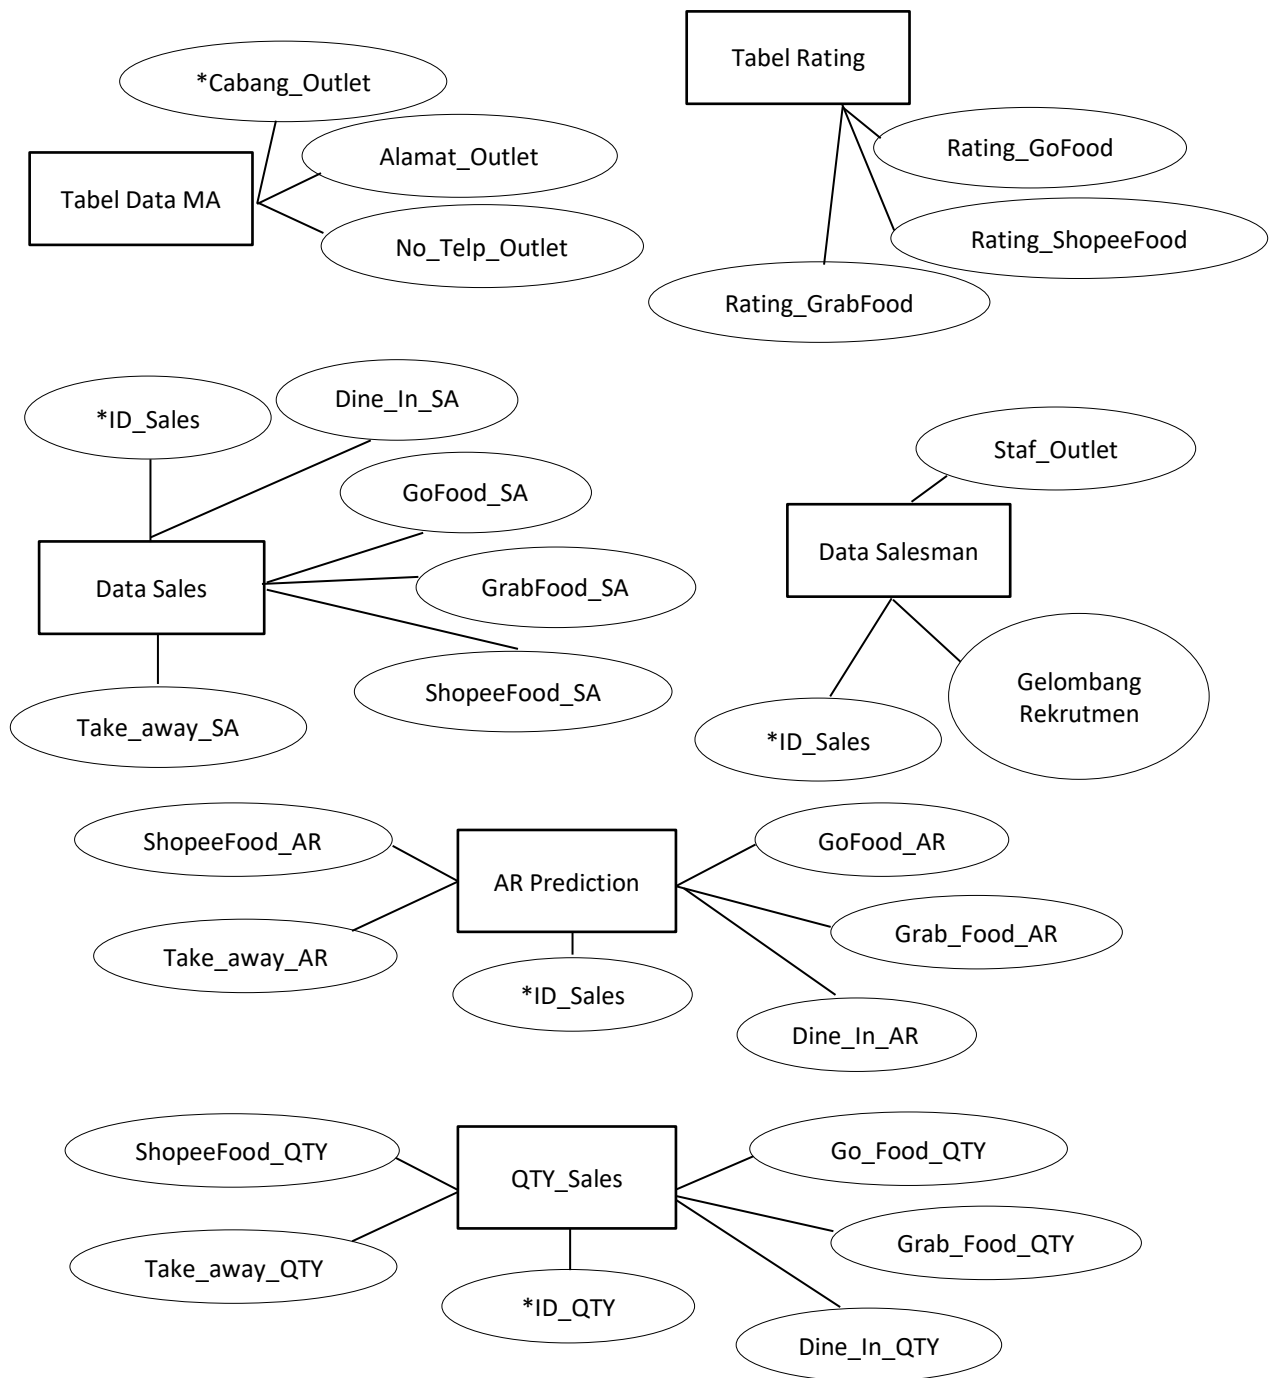 Tabel Rating
*Cabang_Outlet
Rating_GoFood
Alamat_Outlet
Tabel Data MA
Rating_ShopeeFood
No_Telp_Outlet
Rating_GrabFood
Dine_In_SA
*ID_Sales
Staf_Outlet
GoFood_SA
Data Salesman
Data Sales
GrabFood_SA
ShopeeFood_SA
Gelombang
Rekrutmen
Take_away_SA
*ID_Sales
ShopeeFood_AR
GoFood_AR
AR Prediction
Grab_Food_AR
Take_away_AR
*ID_Sales
Dine_In_AR
ShopeeFood_QTY
Go_Food_QTY
QTY_Sales
Grab_Food_QTY
Take_away_QTY
*ID_QTY
Dine_In_QTY